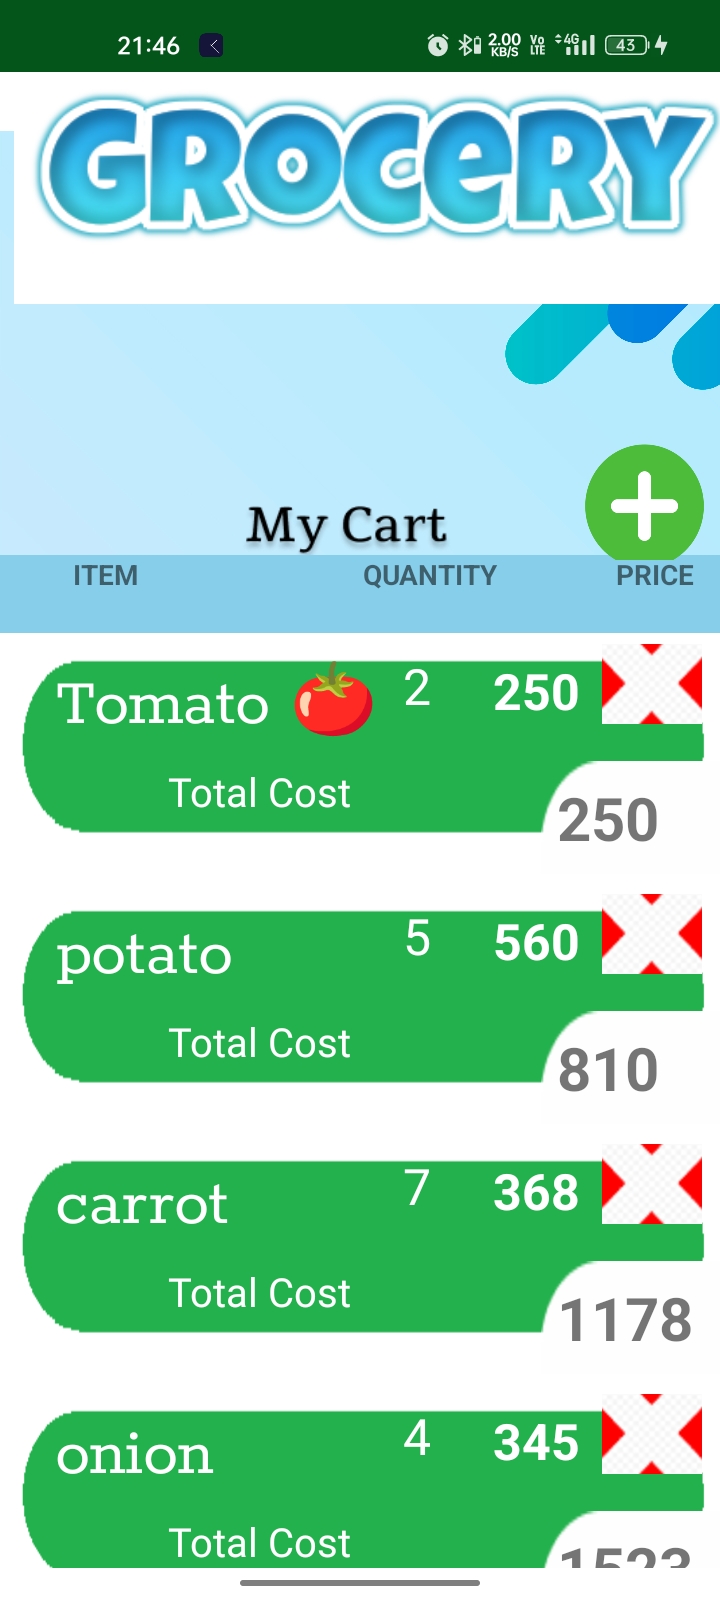 21:46 2.00 KB/S Vo LTE 4G 43
GROCERY
My Cart
ITEM QUANTITY PRICE
Tomato 🍅 2 250
Total Cost
250
potato 5 560
Total Cost
810
carrot 7 368
Total Cost
1178
onion 4 345
Total Cost
1523